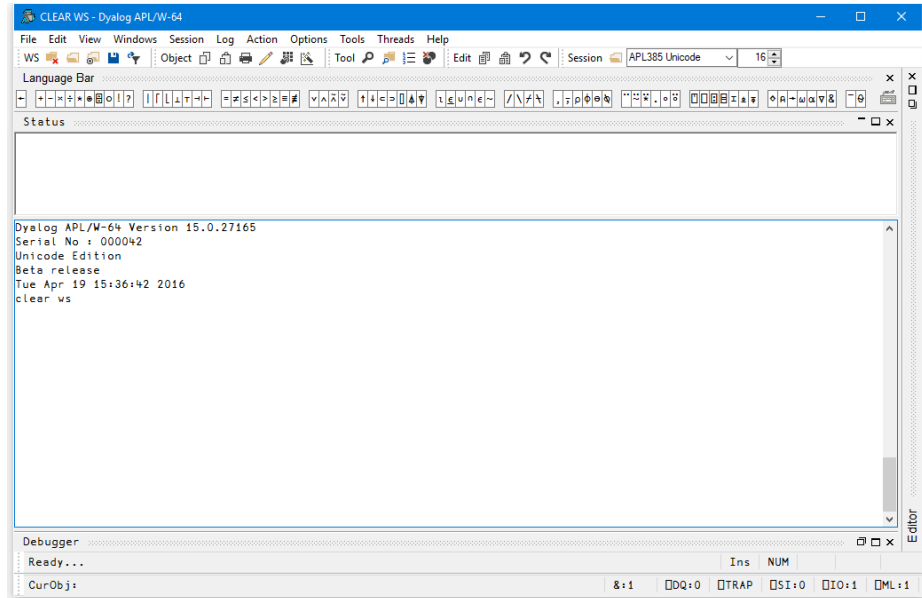 CLEAR WS - Dyalog APL/W-64
File Edit View Windows Session Log Action Options Tools Threads Help
WS Object Tool Edit Session APL385 Unicode 16
Language Bar
← + - × ÷ * ⍟ ⌹ ○ ! ? | ⌈ ⌊ ⊥ ⊤ ⊣ ⊢ = ≠ ≤ < > ≥ ≡ ≢ ∨ ∧ ⍲ ⍱ ↑ ↓ ⊂ ⊃ ⌷ ⍋ ⍒ ⍳ ⍷ ∪ ∩ ∊ ~ / \ ⌿ ⍀ , ⍪ ⍴ ⌽ ⊖ ⍉ ¨ ⍨ ⍣ . ∘ ⍤ ⍞ ⎕ ⍠ ⌸ ⌶ ⍎ ⍕ ⋄ ⍝ → ⍵ ⍺ ∇ & ¯ ⍬
Status
Dyalog APL/W-64 Version 15.0.27165
Serial No : 000042
Unicode Edition
Beta release
Tue Apr 19 15:36:42 2016
clear ws
Editor
Debugger
Ready... Ins NUM
CurObj: &:1 ⎕DQ:0 ⎕TRAP ⎕SI:0 ⎕IO:1 ⎕ML:1